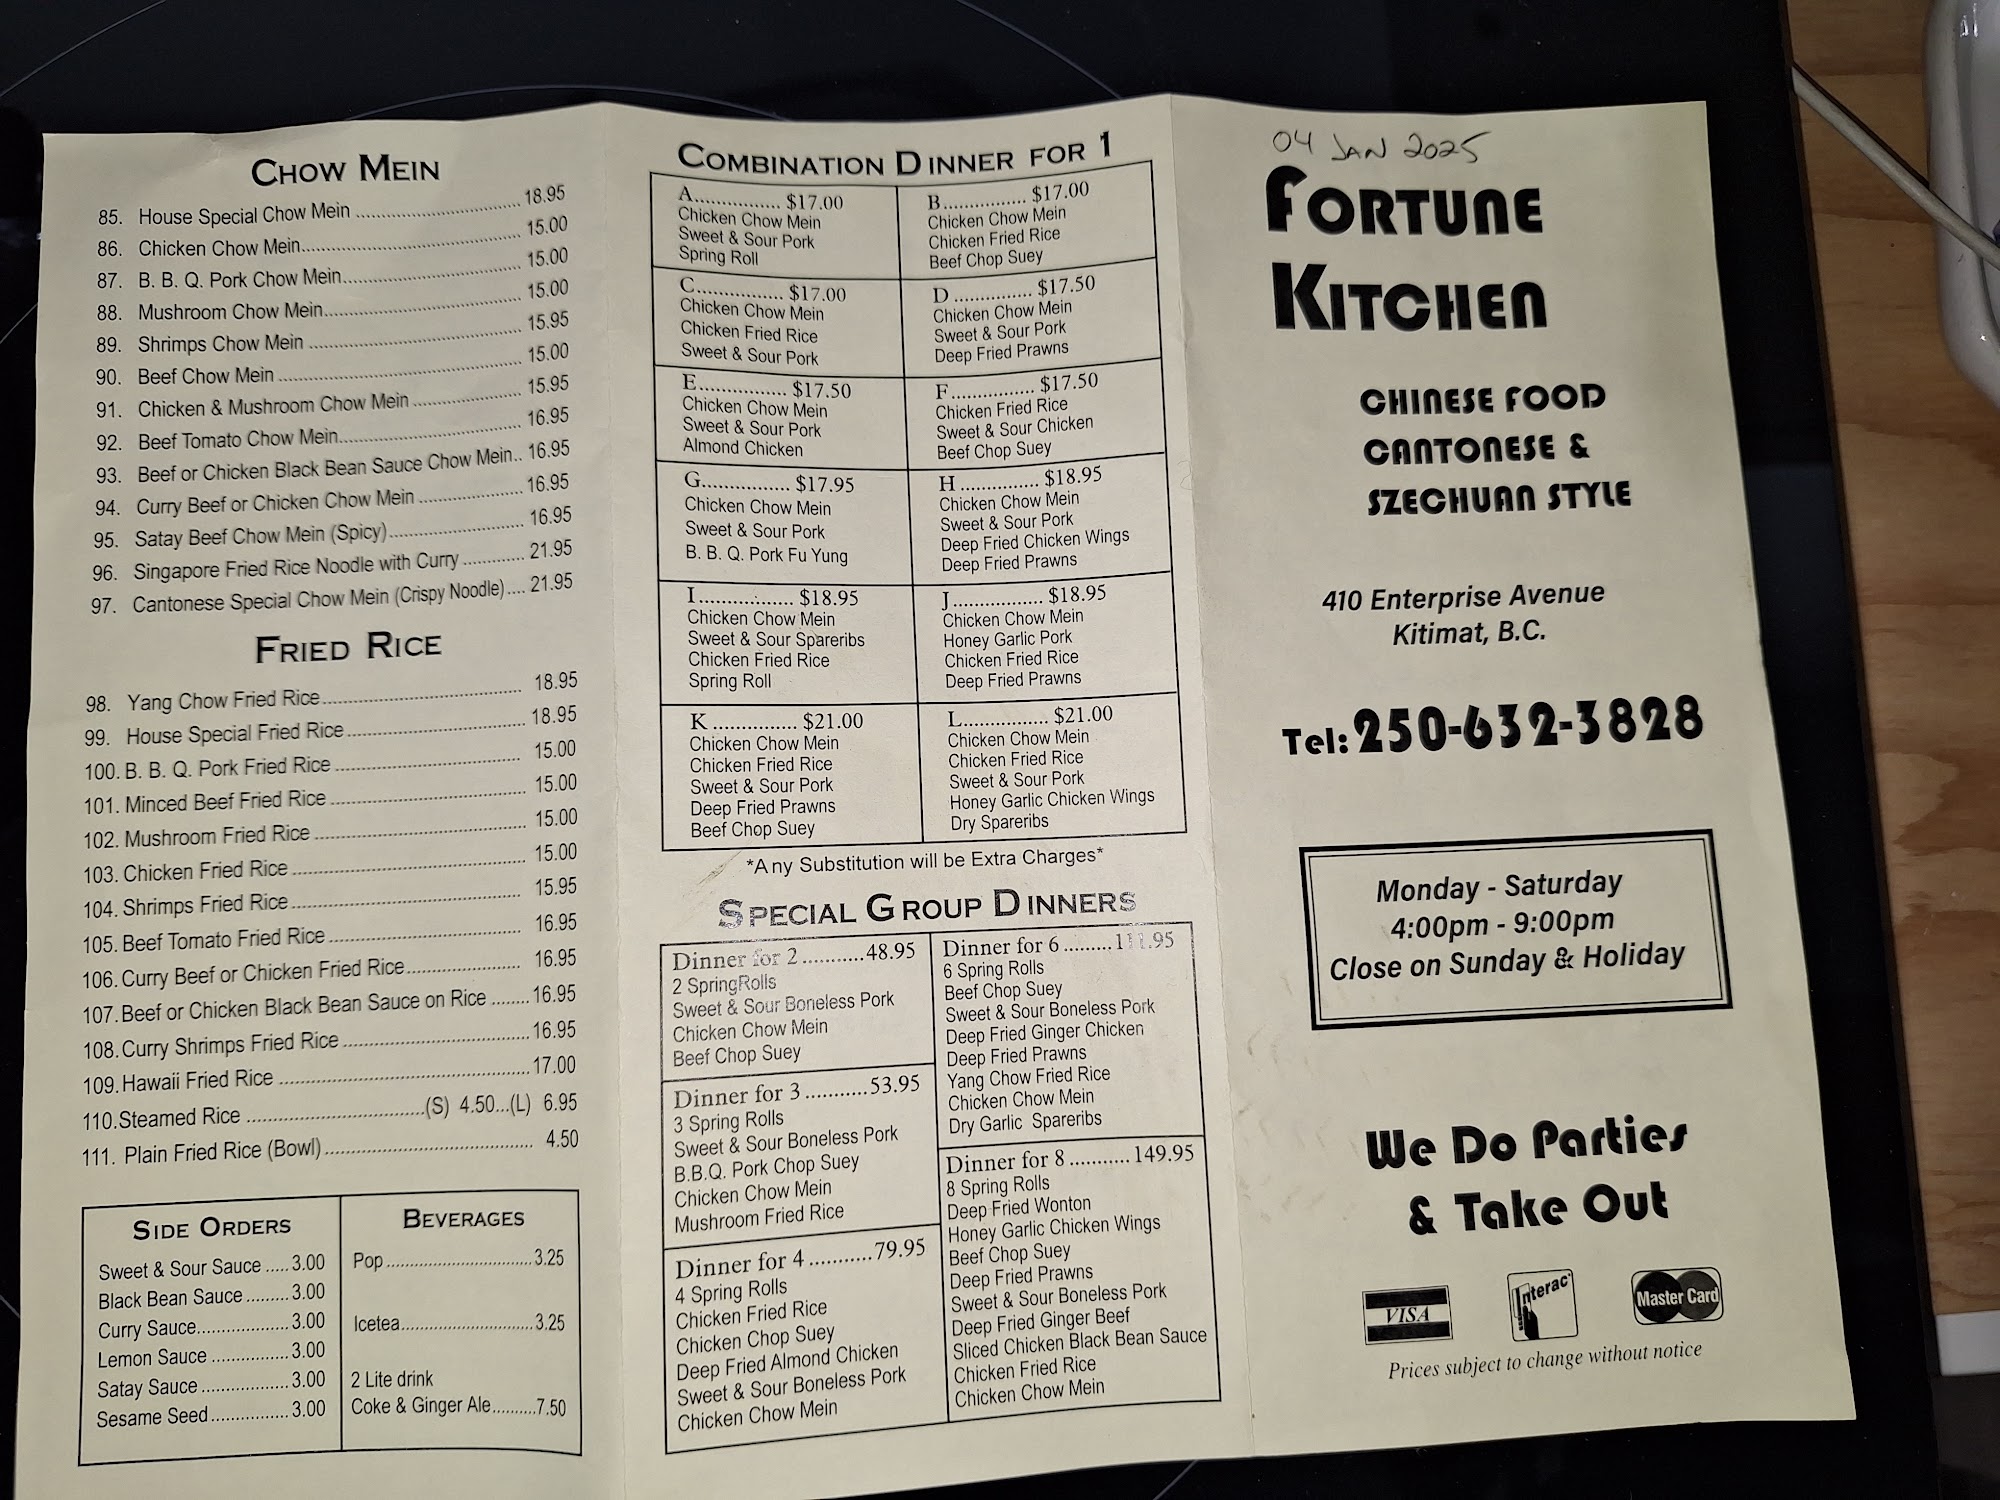 CHOW MEIN
85. House Special Chow Mein ........ 18.95
86. Chicken Chow Mein........ 15.00
87. B. B. Q. Pork Chow Mein........ 15.00
88. Mushroom Chow Mein........ 15.00
89. Shrimps Chow Mein ........ 15.95
90. Beef Chow Mein ........ 15.00
91. Chicken & Mushroom Chow Mein ........ 15.95
92. Beef Tomato Chow Mein........ 16.95
93. Beef or Chicken Black Bean Sauce Chow Mein.. 16.95
94. Curry Beef or Chicken Chow Mein ........ 16.95
95. Satay Beef Chow Mein (Spicy)........ 16.95
96. Singapore Fried Rice Noodle with Curry ........ 21.95
97. Cantonese Special Chow Mein (Crispy Noodle).... 21.95
FRIED RICE
98. Yang Chow Fried Rice........ 18.95
99. House Special Fried Rice........ 18.95
100. B. B. Q. Pork Fried Rice ........ 15.00
101. Minced Beef Fried Rice ........ 15.00
102. Mushroom Fried Rice ........ 15.00
103. Chicken Fried Rice ........ 15.00
104. Shrimps Fried Rice........ 15.95
105. Beef Tomato Fried Rice ........ 16.95
106. Curry Beef or Chicken Fried Rice........ 16.95
107. Beef or Chicken Black Bean Sauce on Rice ........ 16.95
108. Curry Shrimps Fried Rice ........ 16.95
109. Hawaii Fried Rice ........ 17.00
110. Steamed Rice ........(S) 4.50...(L) 6.95
111. Plain Fried Rice (Bowl)........ 4.50
SIDE ORDERS
Sweet & Sour Sauce ..... 3.00
Black Bean Sauce ......... 3.00
Curry Sauce................... 3.00
Lemon Sauce ................ 3.00
Satay Sauce .................. 3.00
Sesame Seed................ 3.00
BEVERAGES
Pop ........ 3.25
Icetea........ 3.25
2 Lite drink
Coke & Ginger Ale.......... 7.50
COMBINATION DINNER FOR 1
A................ $17.00
Chicken Chow Mein
Sweet & Sour Pork
Spring Roll
B................ $17.00
Chicken Chow Mein
Chicken Fried Rice
Beef Chop Suey
C................ $17.00
Chicken Chow Mein
Chicken Fried Rice
Sweet & Sour Pork
D ............... $17.50
Chicken Chow Mein
Sweet & Sour Pork
Deep Fried Prawns
E................ $17.50
Chicken Chow Mein
Sweet & Sour Pork
Almond Chicken
F................ $17.50
Chicken Fried Rice
Sweet & Sour Chicken
Beef Chop Suey
G................ $17.95
Chicken Chow Mein
Sweet & Sour Pork
B. B. Q. Pork Fu Yung
H ............... $18.95
Chicken Chow Mein
Sweet & Sour Pork
Deep Fried Chicken Wings
Deep Fried Prawns
I.................. $18.95
Chicken Chow Mein
Sweet & Sour Spareribs
Chicken Fried Rice
Spring Roll
J................. $18.95
Chicken Chow Mein
Honey Garlic Pork
Chicken Fried Rice
Deep Fried Prawns
K ................ $21.00
Chicken Chow Mein
Chicken Fried Rice
Sweet & Sour Pork
Deep Fried Prawns
Beef Chop Suey
L................ $21.00
Chicken Chow Mein
Chicken Fried Rice
Sweet & Sour Pork
Honey Garlic Chicken Wings
Dry Spareribs
*Any Substitution will be Extra Charges*
SPECIAL GROUP DINNERS
Dinner for 2 ........... 48.95
2 SpringRolls
Sweet & Sour Boneless Pork
Chicken Chow Mein
Beef Chop Suey
Dinner for 3 ........... 53.95
3 Spring Rolls
Sweet & Sour Boneless Pork
B.B.Q. Pork Chop Suey
Chicken Chow Mein
Mushroom Fried Rice
Dinner for 4 ........... 79.95
4 Spring Rolls
Chicken Fried Rice
Chicken Chop Suey
Deep Fried Almond Chicken
Sweet & Sour Boneless Pork
Chicken Chow Mein
Dinner for 6 ......... 111.95
6 Spring Rolls
Beef Chop Suey
Sweet & Sour Boneless Pork
Deep Fried Ginger Chicken
Deep Fried Prawns
Yang Chow Fried Rice
Chicken Chow Mein
Dry Garlic Spareribs
Dinner for 8 ........... 149.95
8 Spring Rolls
Deep Fried Wonton
Honey Garlic Chicken Wings
Beef Chop Suey
Deep Fried Prawns
Sweet & Sour Boneless Pork
Deep Fried Ginger Beef
Sliced Chicken Black Bean Sauce
Chicken Fried Rice
Chicken Chow Mein
04 JAN 2025
FORTUNE
KITCHEN
CHINESE FOOD
CANTONESE &
SZECHUAN STYLE
410 Enterprise Avenue
Kitimat, B.C.
Tel: 250-632-3828
Monday - Saturday
4:00pm - 9:00pm
Close on Sunday & Holiday
We Do Parties
& Take Out
VISA
Interac
Master Card
Prices subject to change without notice